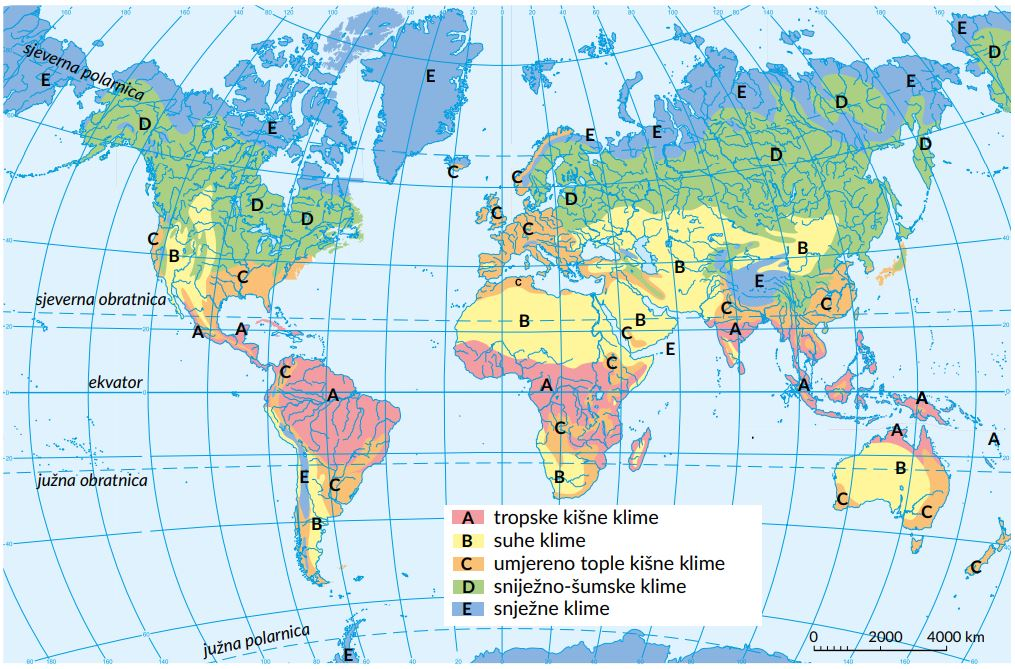 sjeverna polarnica
E
D
E
E
C
C
E
E
E
D
D
E
E
D
D
D
D
C
C
C
B
C
D
B
B
E
C
C
sjeverna obratnica
A
A
B
B
C
E
C
A
C
ekvator
C
A
A
A
A
A
A
južna obratnica
E
C
B
C
B
B
C
C
C
A tropske kišne klime
B suhe klime
C umjereno tople kišne klime
D sniježno-šumske klime
E snježne klime
južna polarnica
E
0 2000 4000 km